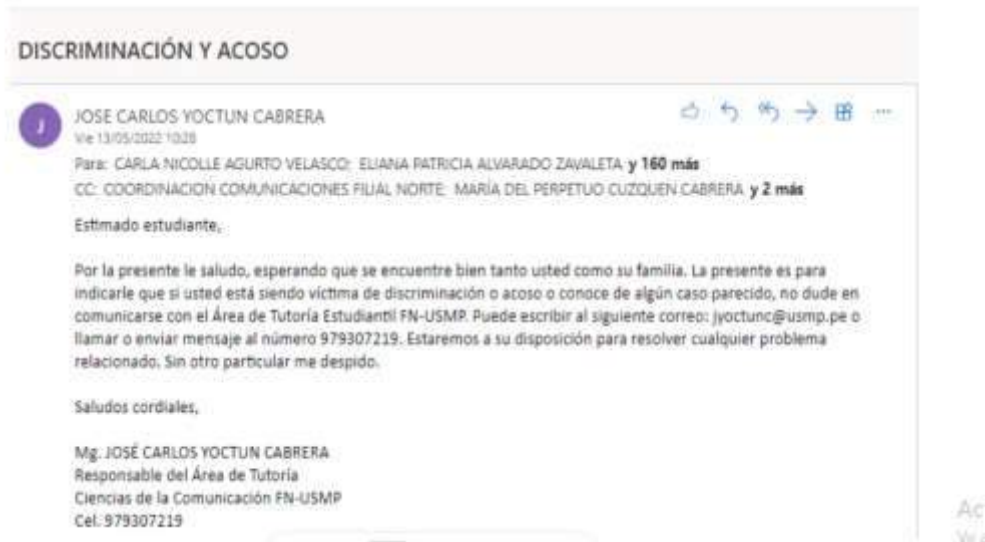 DISCRIMINACIÓN Y ACOSO
J
JOSE CARLOS YOCTUN CABRERA
Vie 13/05/2022 10:28
Para: CARLA NICOLLE AGURTO VELASCO; ELIANA PATRICIA ALVARADO ZAVALETA y 160 más
CC: COORDINACION COMUNICACIONES FILIAL NORTE; MARÍA DEL PERPETUO CUZQUEN CABRERA y 2 más
Estimado estudiante,
Por la presente le saludo, esperando que se encuentre bien tanto usted como su familia. La presente es para
indicarle que si usted está siendo víctima de discriminación o acoso o conoce de algún caso parecido, no dude en
comunicarse con el Área de Tutoría Estudiantil FN-USMP. Puede escribir al siguiente correo: jyoctunc@usmp.pe o
llamar o enviar mensaje al número 979307219. Estaremos a su disposición para resolver cualquier problema
relacionado. Sin otro particular me despido.
Saludos cordiales,
Mg. JOSÉ CARLOS YOCTUN CABRERA
Responsable del Área de Tutoría
Ciencias de la Comunicación FN-USMP
Cel. 979307219